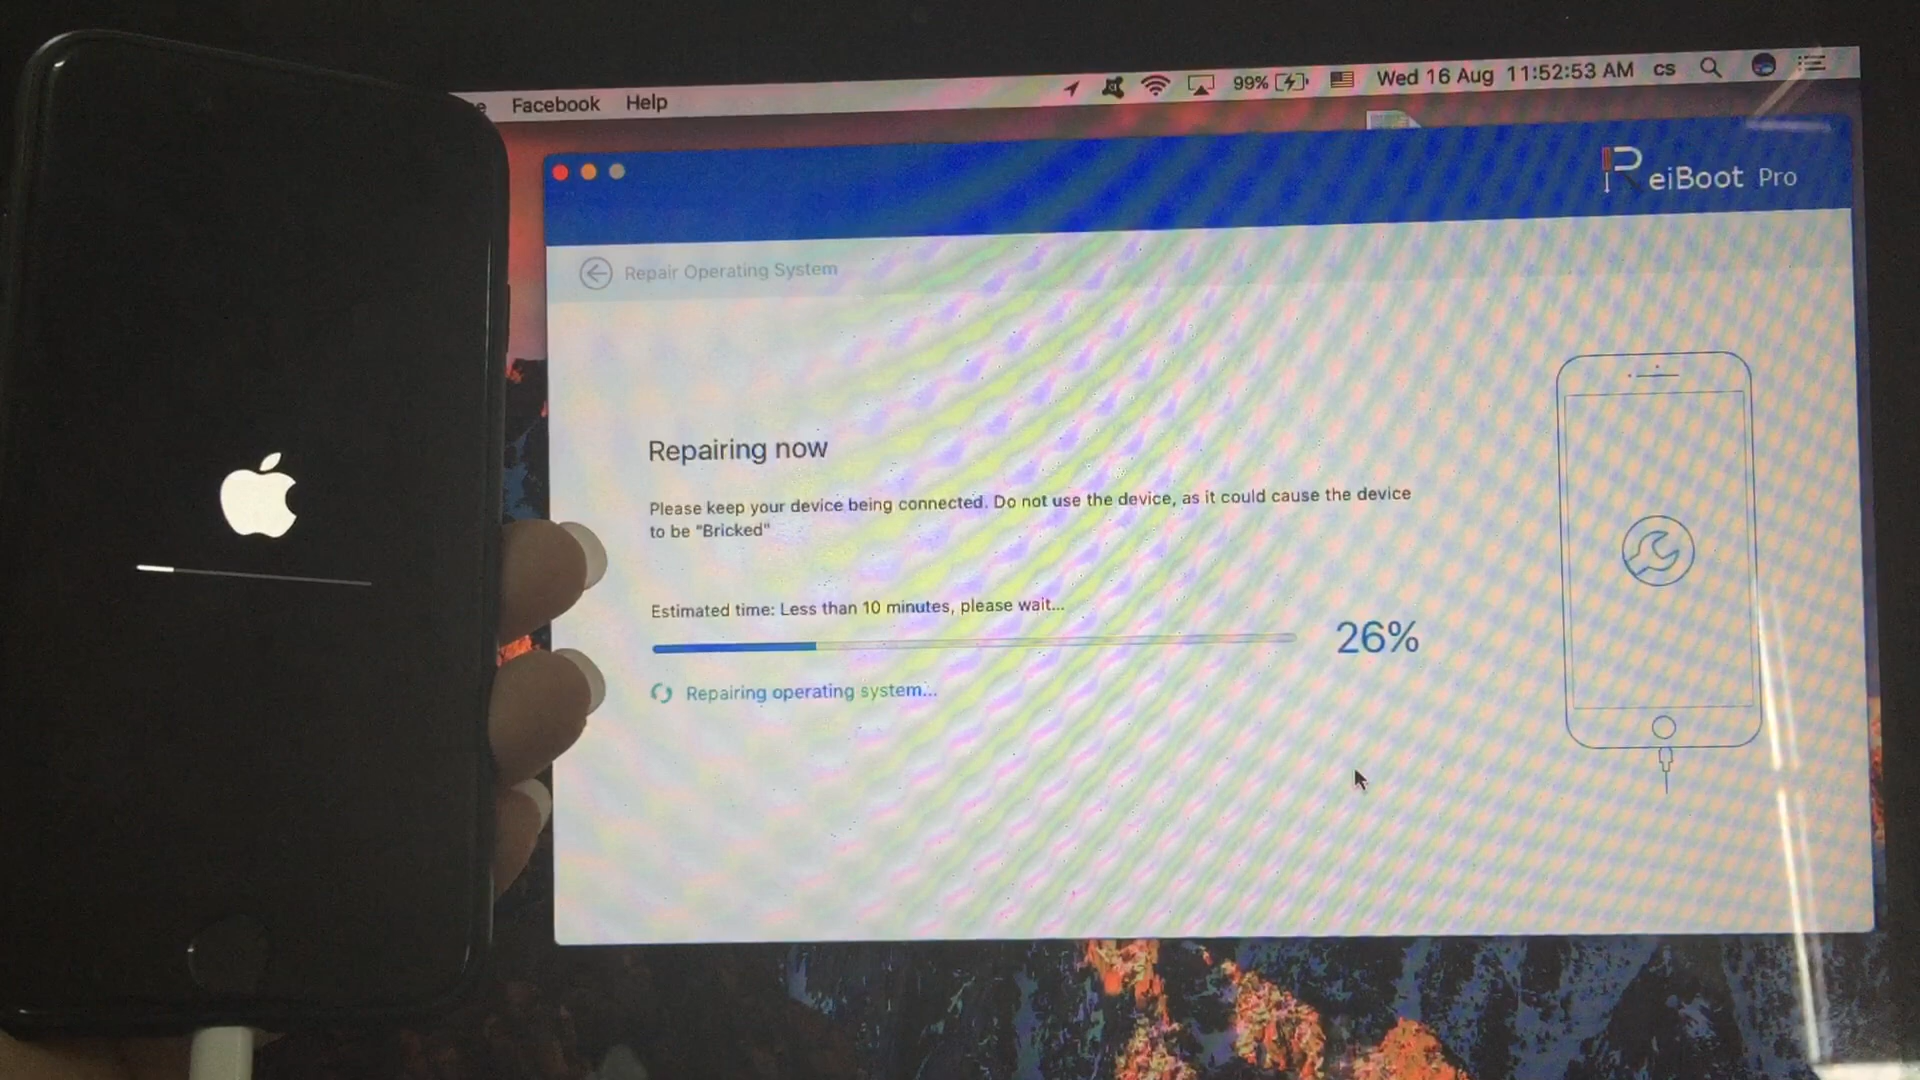 e Facebook Help 99% Wed 16 Aug 11:52:53 AM cs
ReiBoot Pro
Repair Operating System
Repairing now
Please keep your device being connected. Do not use the device, as it could cause the device
to be "Bricked"
Estimated time: Less than 10 minutes, please wait...
26%
Repairing operating system...